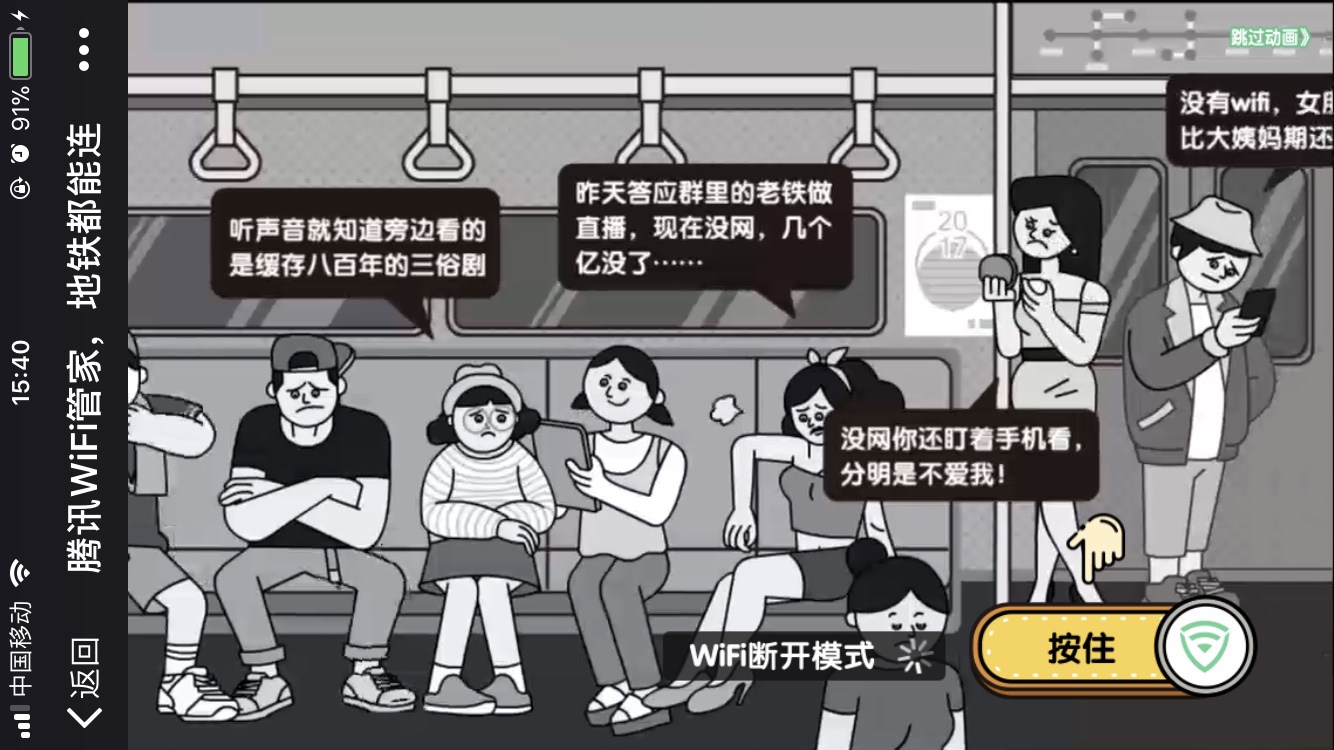 中国移动
15:40
91%
返回
腾讯WiFi管家，地铁都能连
跳过动画》
没有wifi，女朋
比大姨妈期还
昨天答应群里的老铁做
直播，现在没网，几个
亿没了……
听声音就知道旁边看的
是缓存八百年的三俗剧
20
17
没网你还盯着手机看，
分明是不爱我！
WiFi断开模式
按住